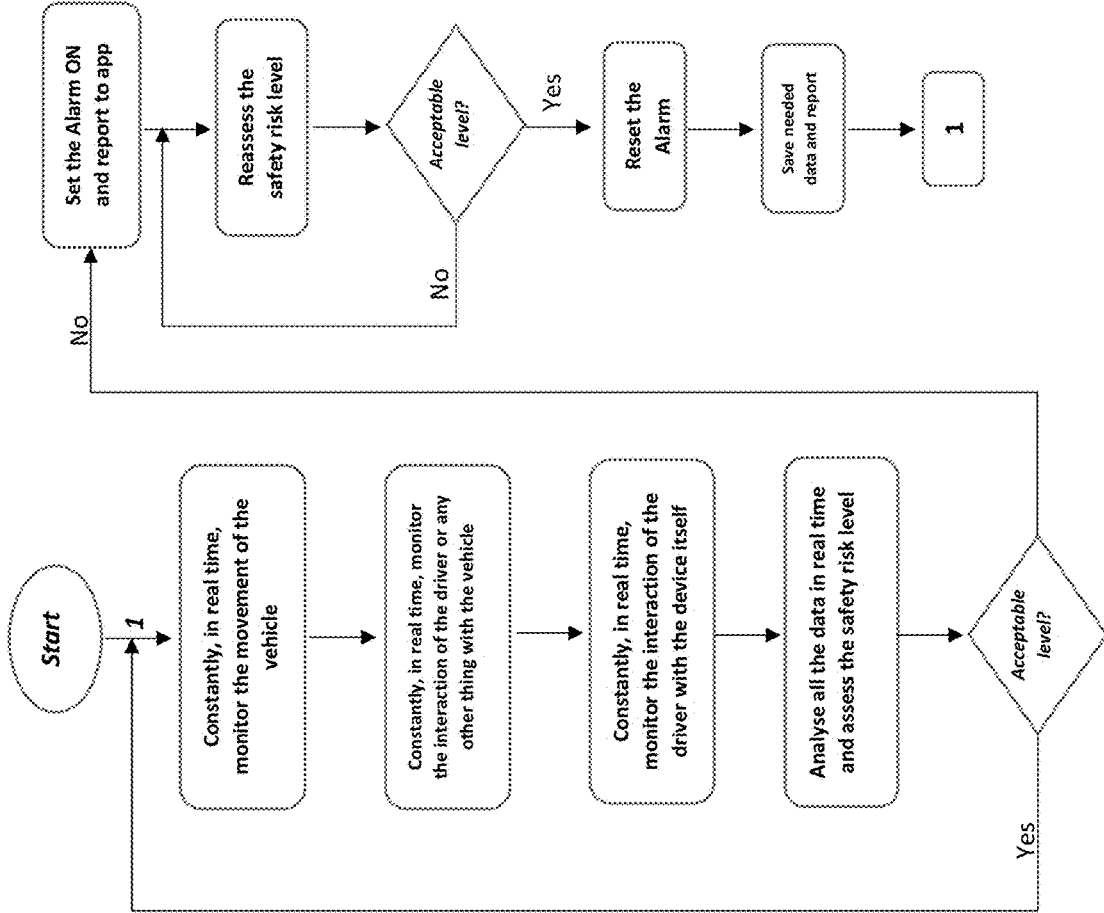 Start
1
Constantly, in real time,
monitor the movement of the
vehicle
Constantly, in real time, monitor
the interaction of the driver or any
other thing with the vehicle
Constantly, in real time,
monitor the interaction of the
driver with the device itself
Analyse all the data in real time
and assess the safety risk level
Acceptable
level?
Yes
No
Set the Alarm ON
and report to app
Reassess the
safety risk level
Acceptable
level?
No
Yes
Reset the
Alarm
Save needed
data and report
1